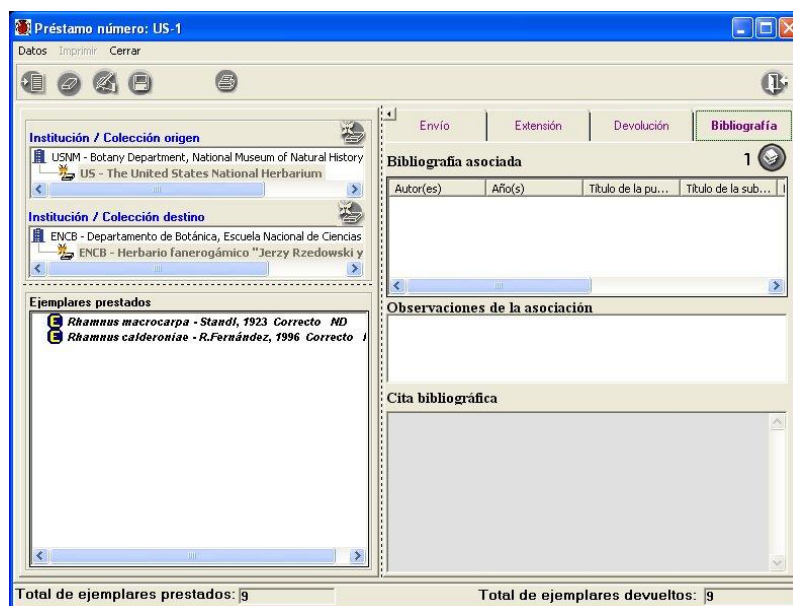 Préstamo número: US-1
Datos Imprimir Cerrar
Institución / Colección origen
USNM - Botany Department, National Museum of Natural History
US - The United States National Herbarium
Institución / Colección destino
ENCB - Departamento de Botánica, Escuela Nacional de Ciencias
ENCB - Herbario fanerogámico "Jerzy Rzedowski y
Ejemplares prestados
E Rhamnus macrocarpa - Standl, 1923 Correcto ND
E Rhamnus calderoniae - R.Fernández, 1996 Correcto
Envío Extensión Devolución Bibliografía
Bibliografía asociada 1
Autor(es) Año(s) Título de la pu... Título de la sub...
Observaciones de la asociación
Cita bibliográfica
Total de ejemplares prestados: 9
Total de ejemplares devueltos: 9